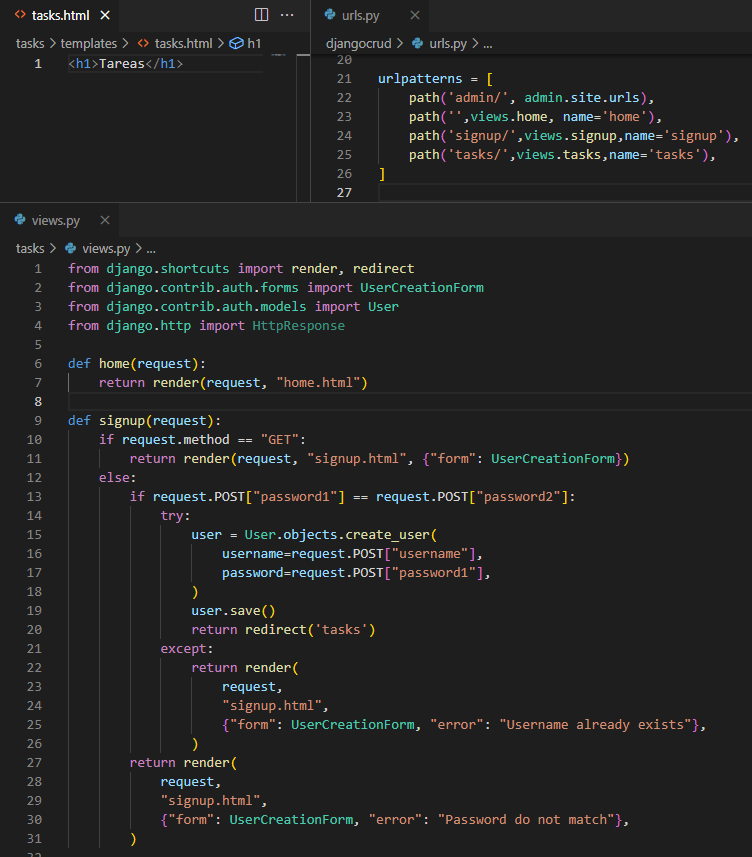 tasks.html
tasks > templates > tasks.html > h1
1 <h1>Tareas</h1>
urls.py
djangocrud > urls.py > ...
20
21 urlpatterns = [
22     path('admin/', admin.site.urls),
23     path('',views.home, name='home'),
24     path('signup/',views.signup,name='signup'),
25     path('tasks/',views.tasks,name='tasks'),
26 ]
27
views.py
tasks > views.py > ...
1 from django.shortcuts import render, redirect
2 from django.contrib.auth.forms import UserCreationForm
3 from django.contrib.auth.models import User
4 from django.http import HttpResponse
5
6 def home(request):
7     return render(request, "home.html")
8
9 def signup(request):
10     if request.method == "GET":
11         return render(request, "signup.html", {"form": UserCreationForm})
12     else:
13         if request.POST["password1"] == request.POST["password2"]:
14             try:
15                 user = User.objects.create_user(
16                     username=request.POST["username"],
17                     password=request.POST["password1"],
18                 )
19                 user.save()
20                 return redirect('tasks')
21             except:
22                 return render(
23                     request,
24                     "signup.html",
25                     {"form": UserCreationForm, "error": "Username already exists"},
26                 )
27         return render(
28             request,
29             "signup.html",
30             {"form": UserCreationForm, "error": "Password do not match"},
31         )
32